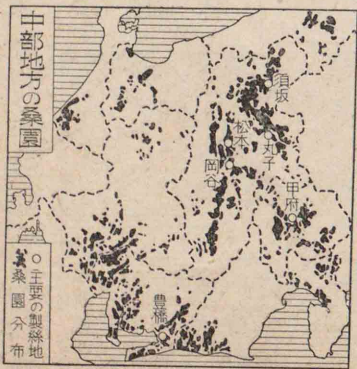 中部地方の桑園
須坂
丸子
松本
岡谷
甲府
豊橋
○主要の製絲地
桑園分布